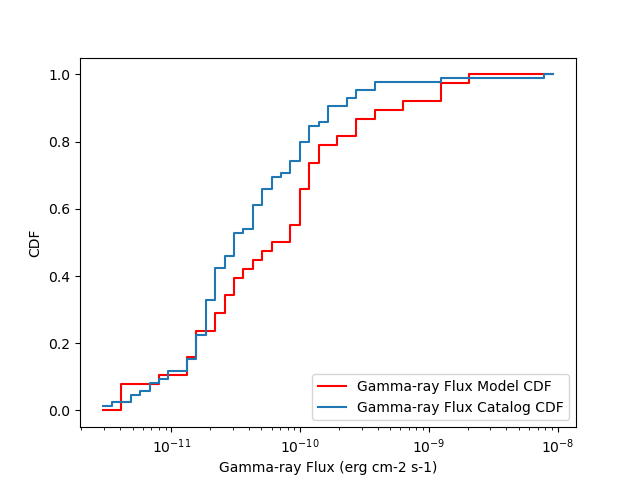 1.0
0.8
0.6
0.4
0.2
0.0
CDF
10⁻¹¹
10⁻¹⁰
10⁻⁹
10⁻⁸
Gamma-ray Flux (erg cm-2 s-1)
Gamma-ray Flux Model CDF
Gamma-ray Flux Catalog CDF